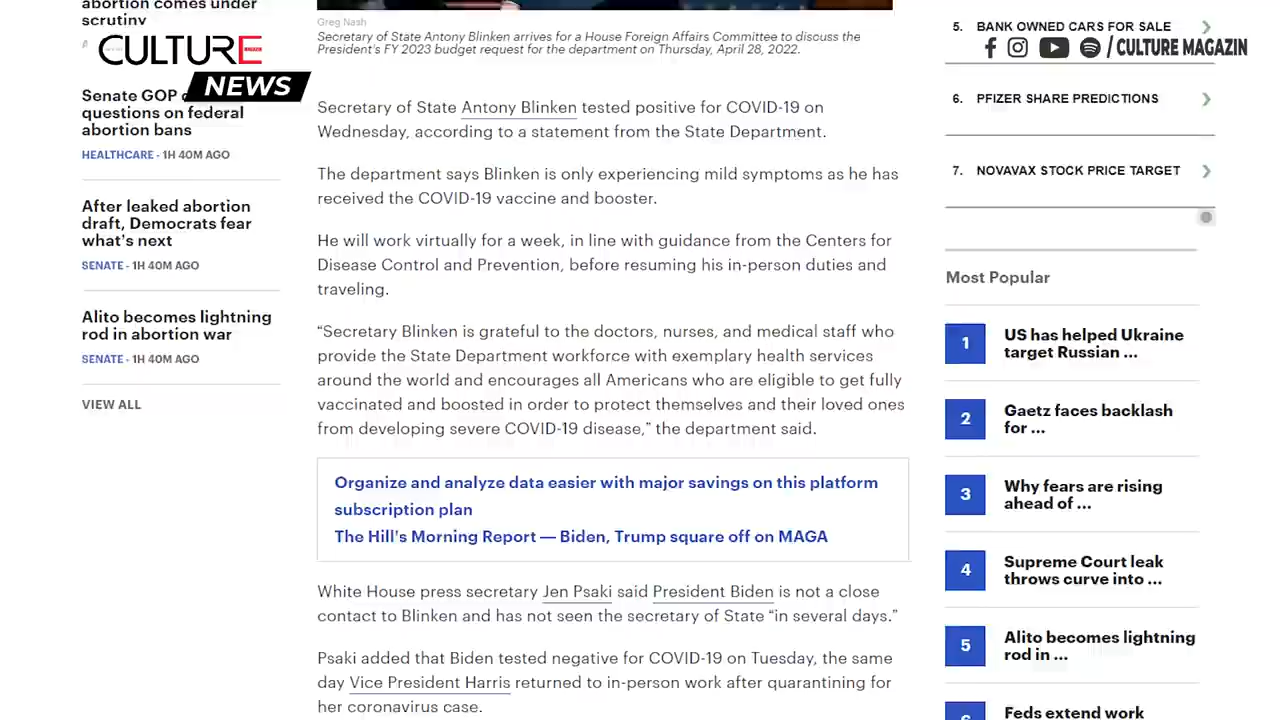 abortion comes under
scrutiny
CULTURE
NEWS
Senate GOP
questions on federal
abortion bans
HEALTHCARE - 1H 40M AGO
After leaked abortion
draft, Democrats fear
what's next
SENATE - 1H 40M AGO
Alito becomes lightning
rod in abortion war
SENATE - 1H 40M AGO
VIEW ALL
Greg Nash
Secretary of State Antony Blinken arrives for a House Foreign Affairs Committee to discuss the
President's FY 2023 budget request for the department on Thursday, April 28, 2022.
Secretary of State Antony Blinken tested positive for COVID-19 on
Wednesday, according to a statement from the State Department.
The department says Blinken is only experiencing mild symptoms as he has
received the COVID-19 vaccine and booster.
He will work virtually for a week, in line with guidance from the Centers for
Disease Control and Prevention, before resuming his in-person duties and
traveling.
“Secretary Blinken is grateful to the doctors, nurses, and medical staff who
provide the State Department workforce with exemplary health services
around the world and encourages all Americans who are eligible to get fully
vaccinated and boosted in order to protect themselves and their loved ones
from developing severe COVID-19 disease,” the department said.
Organize and analyze data easier with major savings on this platform
subscription plan
The Hill's Morning Report — Biden, Trump square off on MAGA
White House press secretary Jen Psaki said President Biden is not a close
contact to Blinken and has not seen the secretary of State “in several days.”
Psaki added that Biden tested negative for COVID-19 on Tuesday, the same
day Vice President Harris returned to in-person work after quarantining for
her coronavirus case.
5. BANK OWNED CARS FOR SALE
/ CULTURE MAGAZIN
6. PFIZER SHARE PREDICTIONS
7. NOVAVAX STOCK PRICE TARGET
Most Popular
1 US has helped Ukraine
target Russian ...
2 Gaetz faces backlash
for ...
3 Why fears are rising
ahead of ...
4 Supreme Court leak
throws curve into ...
5 Alito becomes lightning
rod in ...
Feds extend work